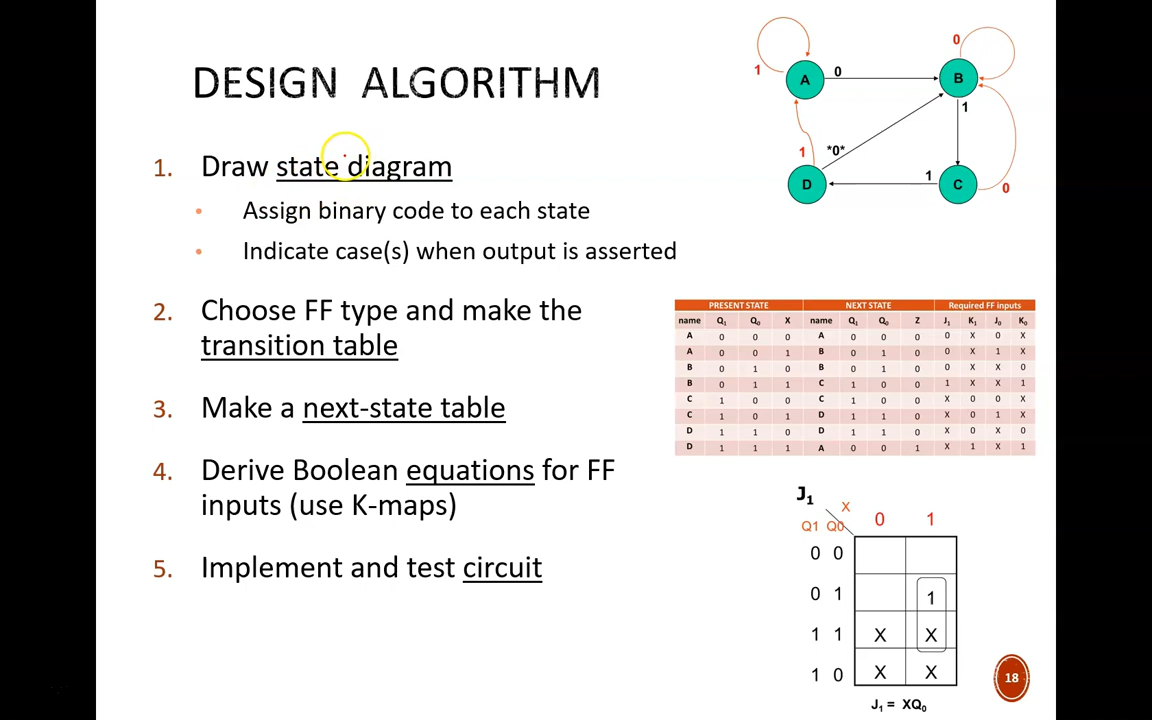 DESIGN ALGORITHM
1. Draw state diagram
• Assign binary code to each state
• Indicate case(s) when output is asserted
2. Choose FF type and make the
transition table
3. Make a next-state table
4. Derive Boolean equations for FF
inputs (use K-maps)
5. Implement and test circuit
0
1 A 0 B
1
1 *0* 1
D C 0
PRESENT STATE NEXT STATE Required FF inputs
name Q1 Q0 X name Q1 Q0 Z J1 K1 J0 K0
A 0 0 0 A 0 0 0 0 X 0 X
A 0 0 1 B 0 1 0 0 X 1 X
B 0 1 0 B 0 1 0 0 X X 0
B 0 1 1 C 1 0 0 1 X X 1
C 1 0 0 C 1 0 0 X 0 0 X
C 1 0 1 D 1 1 0 X 0 1 X
D 1 1 0 D 1 1 0 X 0 X 0
D 1 1 1 A 0 0 1 X 1 X 1
J1
X
Q1 Q0 0 1
0 0
0 1 1
1 1 X X
1 0 X X
J1 = XQ0
18